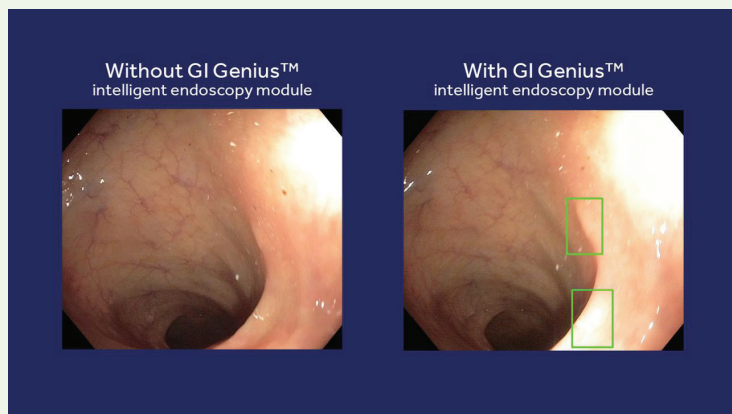 Without GI Genius™
intelligent endoscopy module
With GI Genius™
intelligent endoscopy module